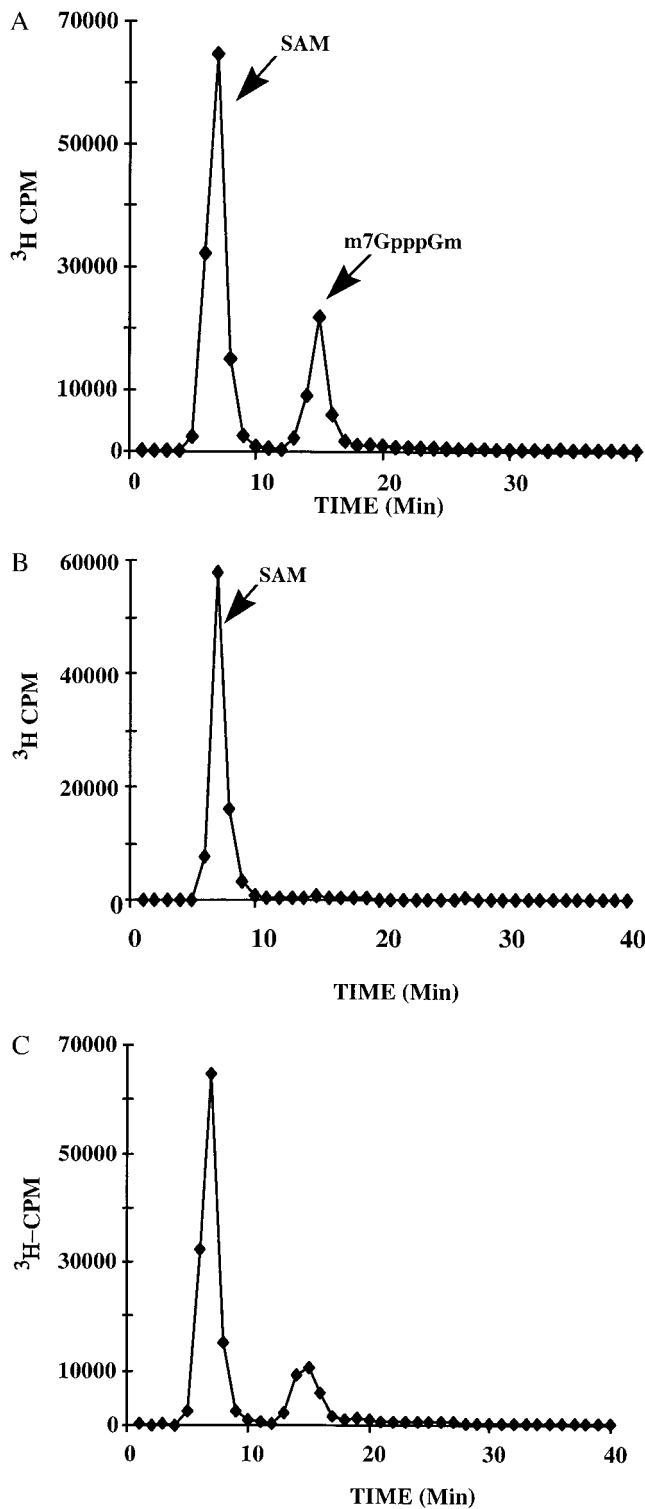 A
70000
50000
30000
10000
0
³H CPM
SAM
m7GpppGm
0 10 20 30
TIME (Min)
B
60000
40000
20000
0
³H CPM
SAM
0 10 20 30 40
TIME (Min)
C
70000
50000
30000
10000
0
³H–CPM
0 10 20 30 40
TIME (Min)